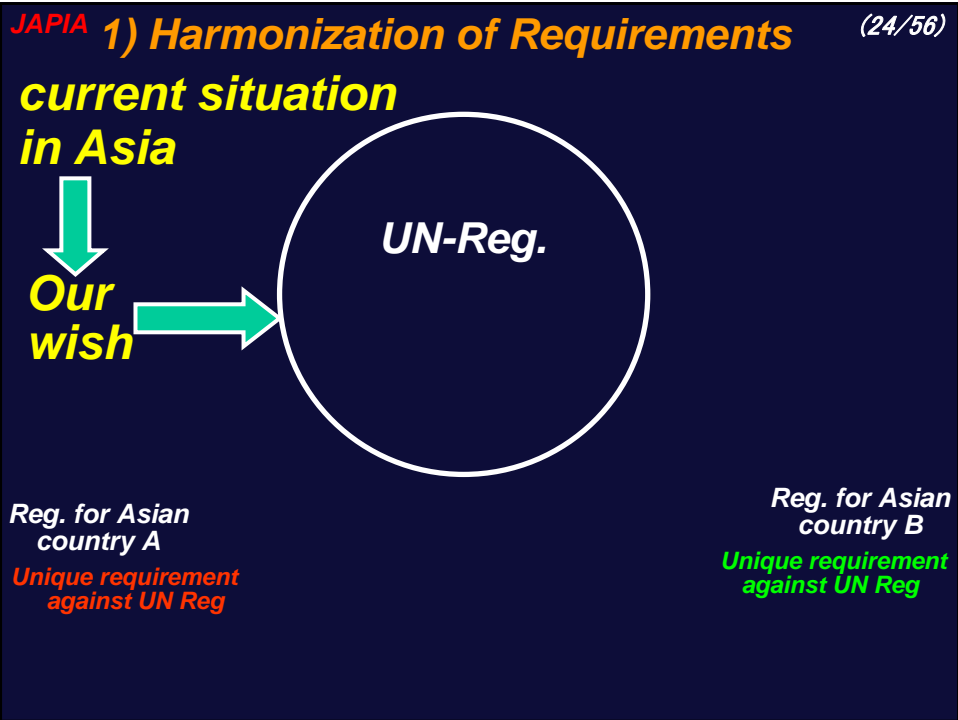 JAPIA 1) Harmonization of Requirements (24/56)
current situation
in Asia
UN-Reg.
Our
wish
Reg. for Asian
country A
Unique requirement
against UN Reg
Reg. for Asian
country B
Unique requirement
against UN Reg